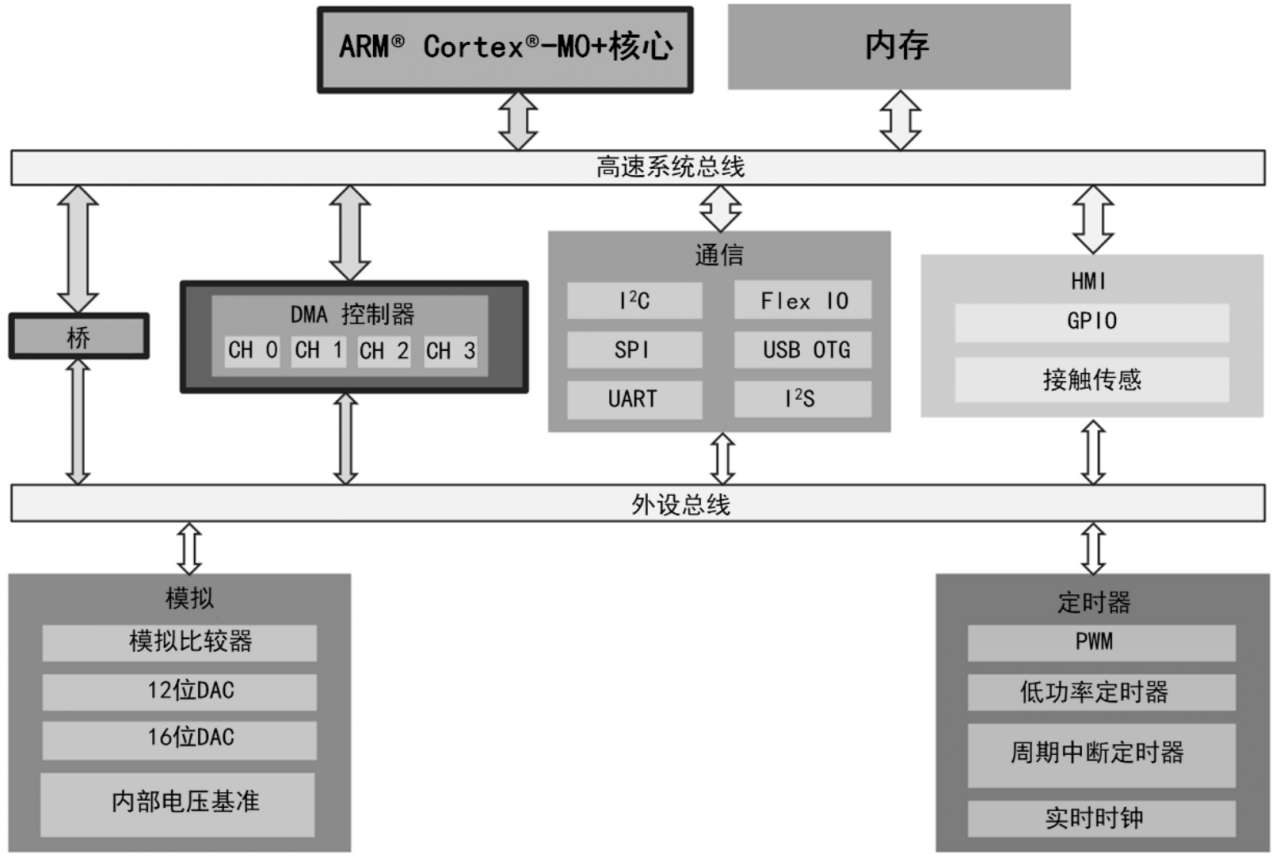 ARM® Cortex®-M0+核心
内存
高速系统总线
桥
DMA 控制器
CH 0 CH 1 CH 2 CH 3
通信
I²C
Flex IO
SPI
USB OTG
UART
I²S
HMI
GPIO
接触传感
外设总线
模拟
模拟比较器
12位DAC
16位DAC
内部电压基准
定时器
PWM
低功率定时器
周期中断定时器
实时时钟